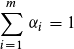 \sum_{i=1}^{m} \alpha_i = 1